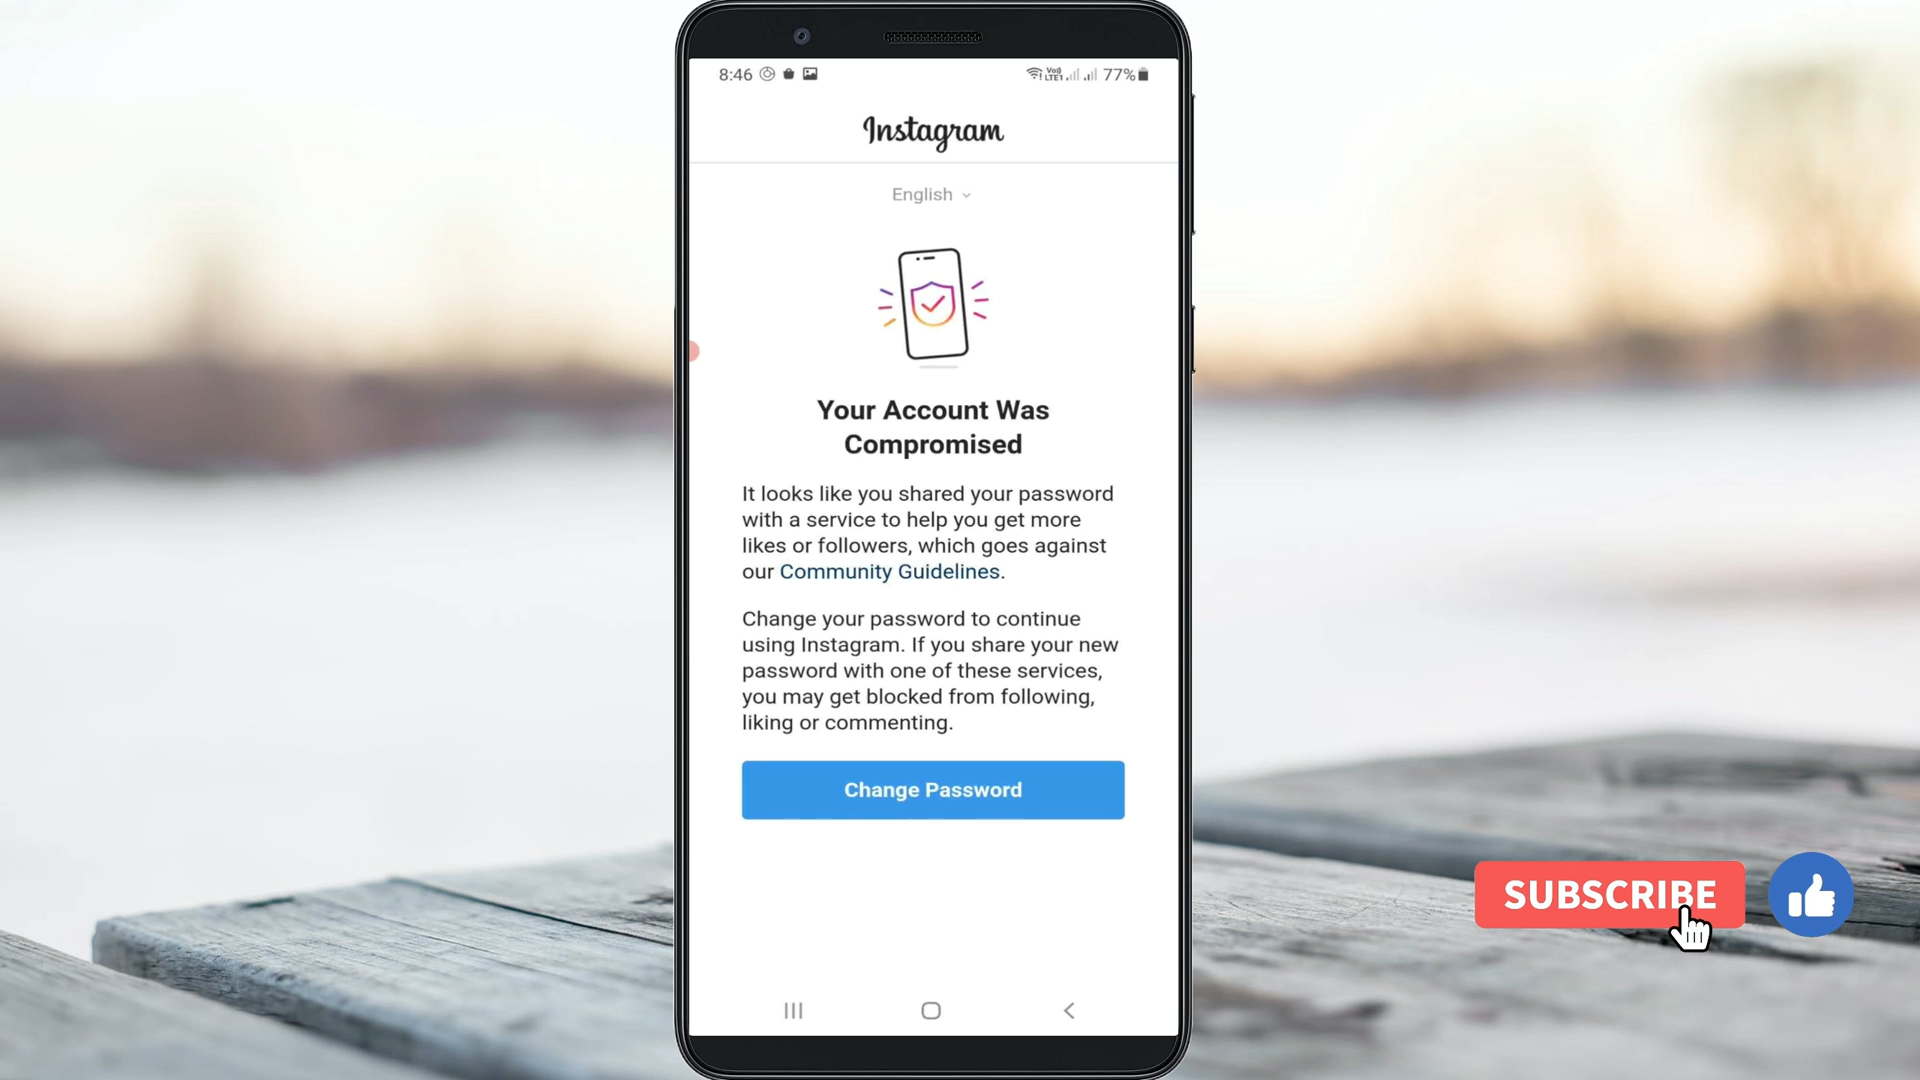 8:46
77%
Instagram
English
Your Account Was
Compromised
It looks like you shared your password
with a service to help you get more
likes or followers, which goes against
our Community Guidelines.
Change your password to continue
using Instagram. If you share your new
password with one of these services,
you may get blocked from following,
liking or commenting.
Change Password
SUBSCRIBE